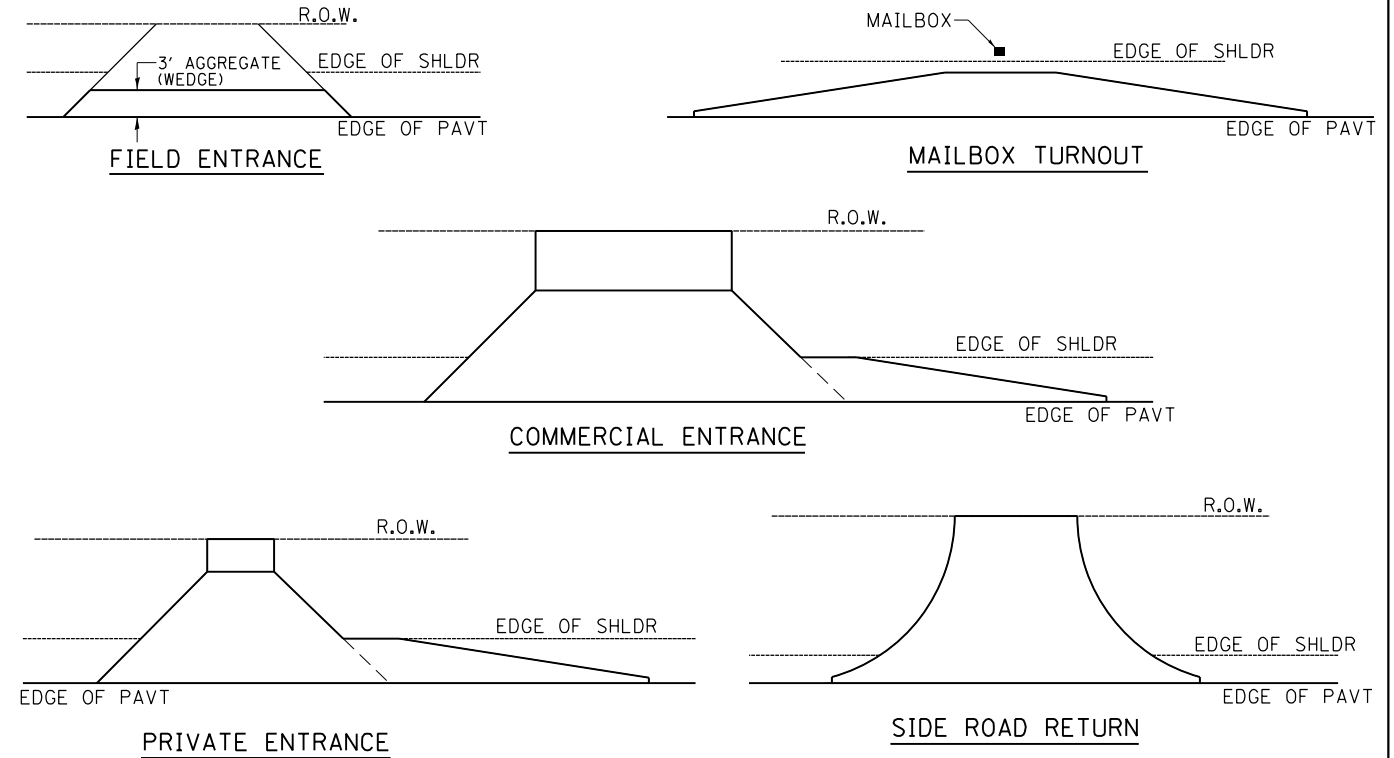 R.O.W.
3' AGGREGATE
(WEDGE)
EDGE OF SHLDR
EDGE OF PAVT
FIELD ENTRANCE
MAILBOX
EDGE OF SHLDR
EDGE OF PAVT
MAILBOX TURNOUT
R.O.W.
EDGE OF SHLDR
EDGE OF PAVT
COMMERCIAL ENTRANCE
R.O.W.
EDGE OF SHLDR
EDGE OF PAVT
PRIVATE ENTRANCE
R.O.W.
EDGE OF SHLDR
EDGE OF PAVT
SIDE ROAD RETURN